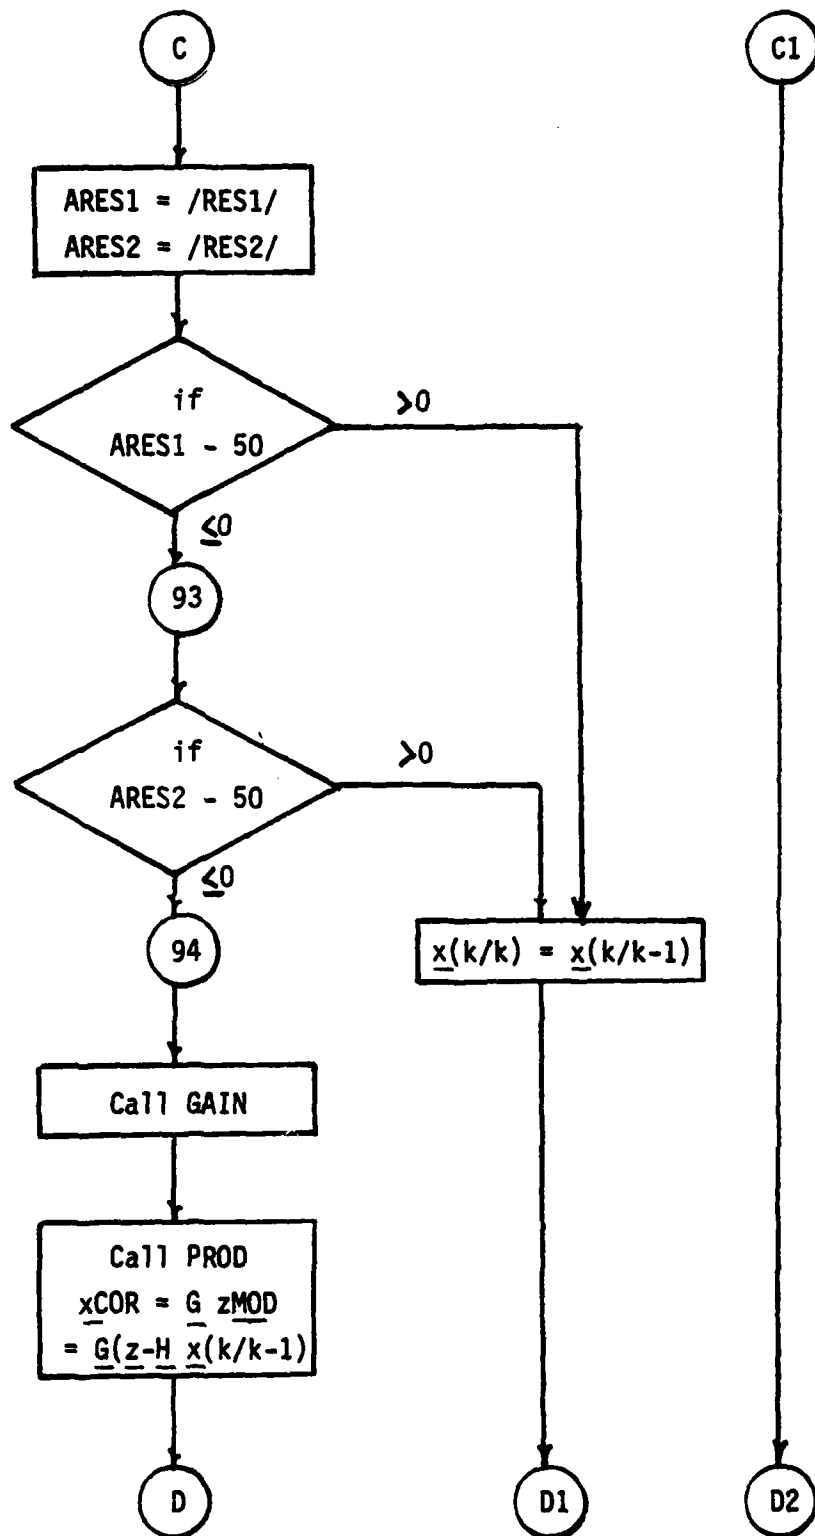 C
C1
ARES1 = /RES1/
ARES2 = /RES2/
if
ARES1 - 50
>0
≤0
93
if
ARES2 - 50
>0
≤0
94
x(k/k) = x(k/k-1)
Call GAIN
Call PROD
xCOR = G zMOD
= G(z-H x(k/k-1)
D
D1
D2